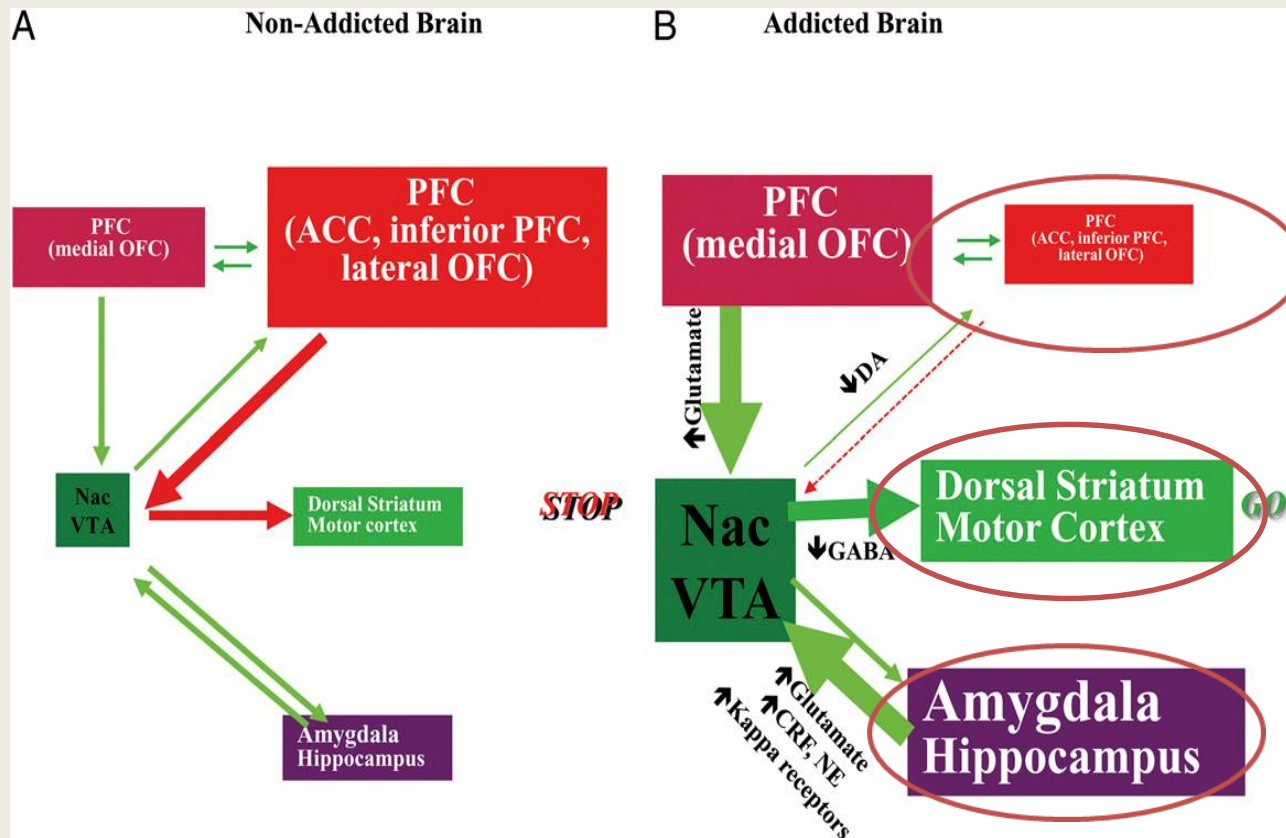 A
Non-Addicted Brain
PFC
(medial OFC)
PFC
(ACC, inferior PFC,
lateral OFC)
Nac
VTA
Dorsal Striatum
Motor cortex
STOP
Amygdala
Hippocampus
B
Addicted Brain
PFC
(medial OFC)
PFC
(ACC, inferior PFC,
lateral OFC)
↑Glutamate
↓DA
Nac
VTA
↓GABA
Dorsal Striatum
Motor Cortex
GO
↑Glutamate
↑CRF, NE
↑Kappa receptors
Amygdala
Hippocampus